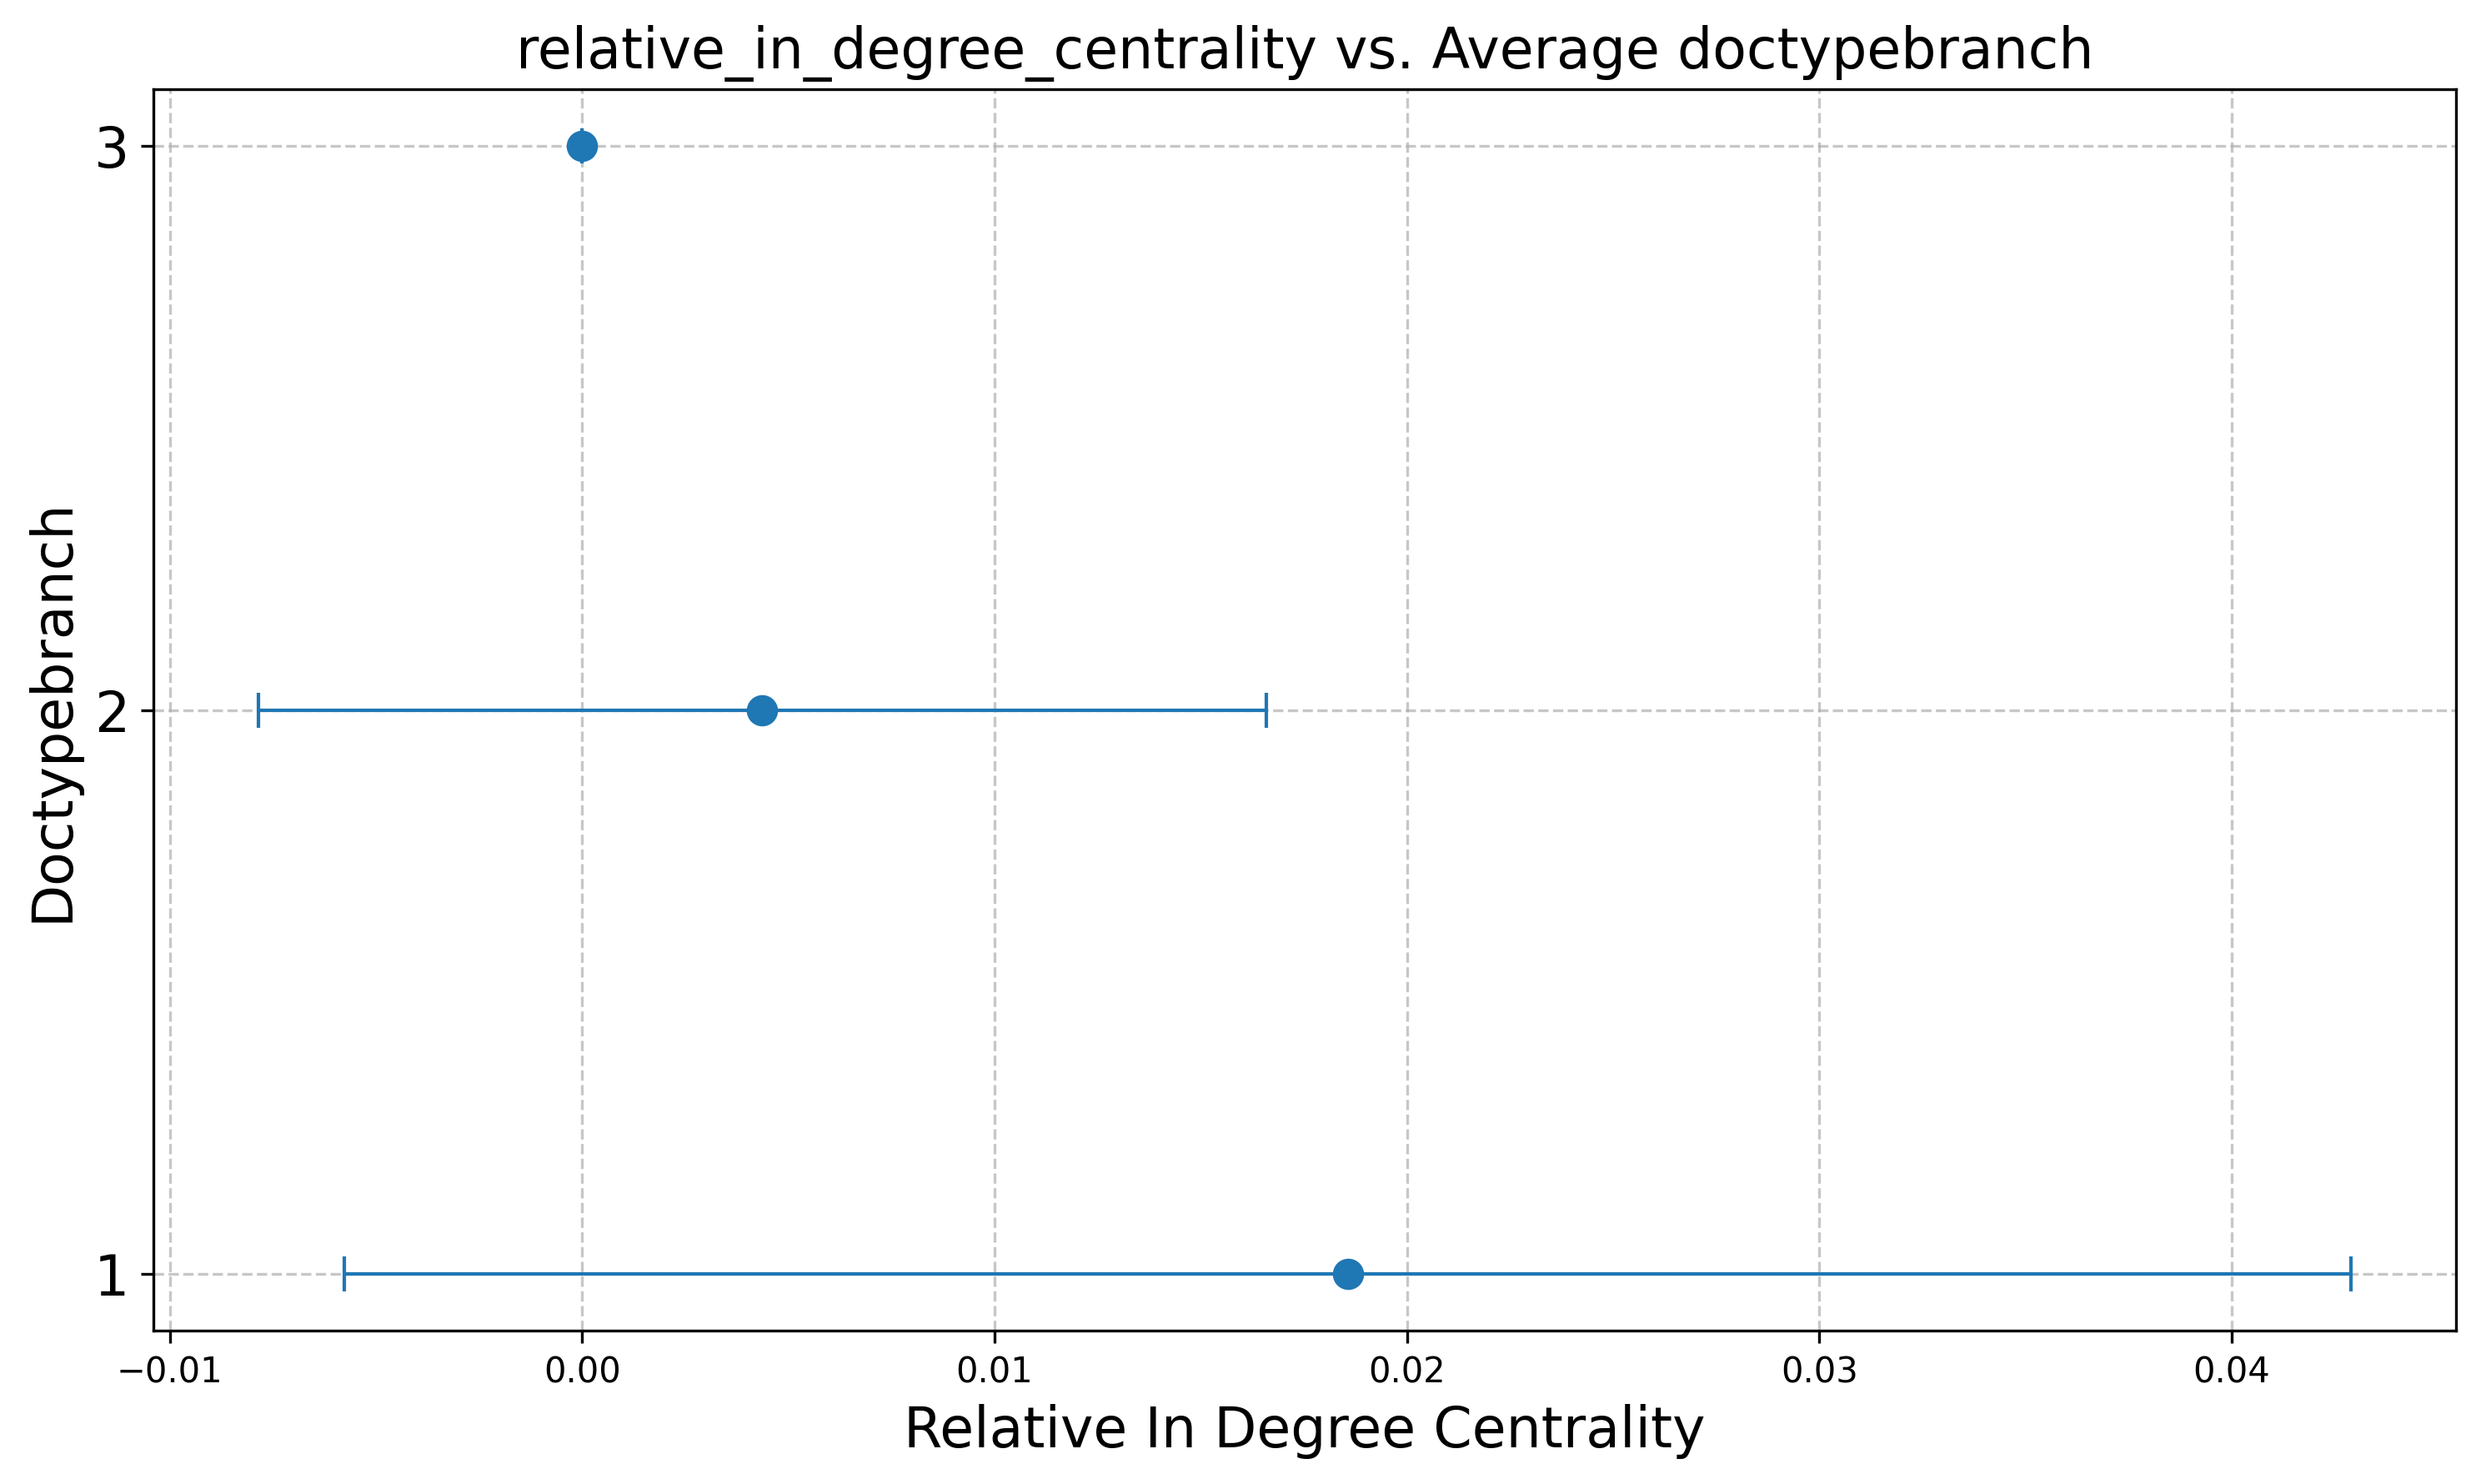 relative_in_degree_centrality vs. Average doctypebranch
Doctypebranch
3
2
1
−0.01 0.00 0.01 0.02 0.03 0.04
Relative In Degree Centrality